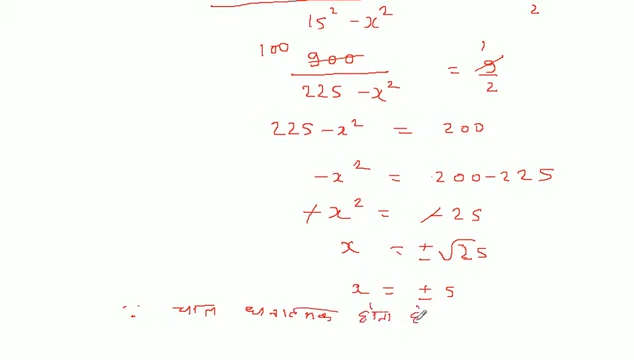 2
15² - x²
100 900 / 225 - x² = 1 9 / 2
225 - x² = 200
-x² = 200 - 225
+x² = -25
x = ± √25
x = ± 5
∵ चाल धनात्मक होता है